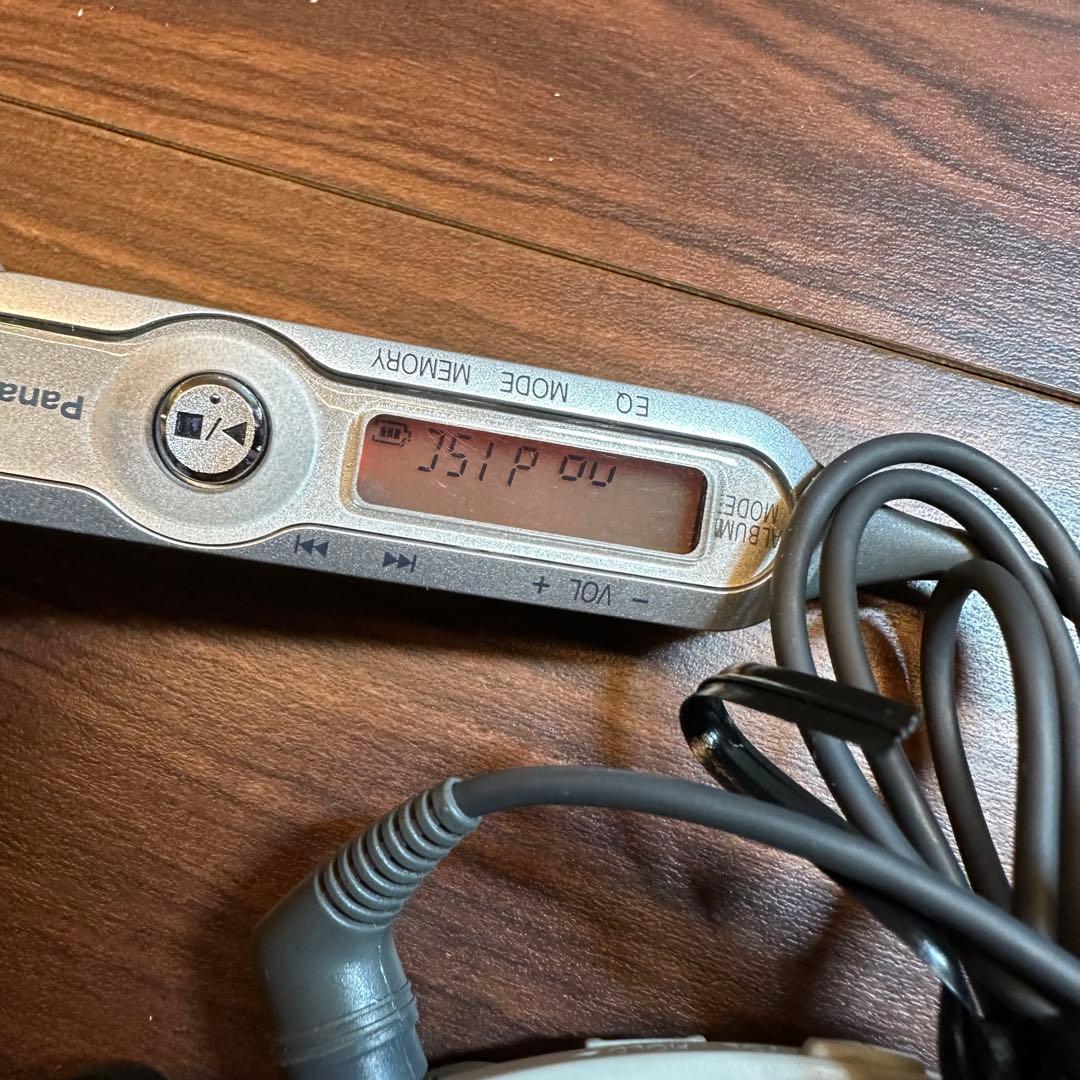 – VOL +
ALBUM
MODE
no dISC
EQ MODE MEMORY
Pana